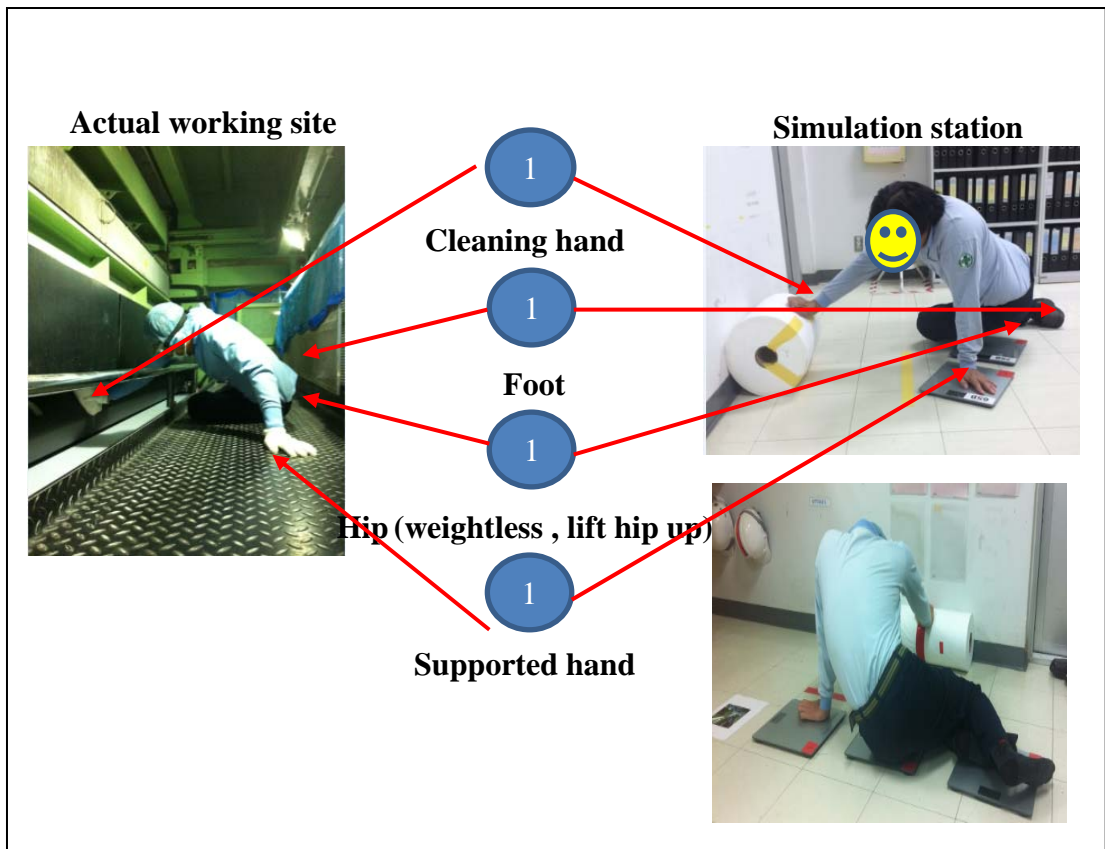 Actual working site
Simulation station
1
Cleaning hand
1
Foot
1
Hip (weightless , lift hip up)
1
Supported hand